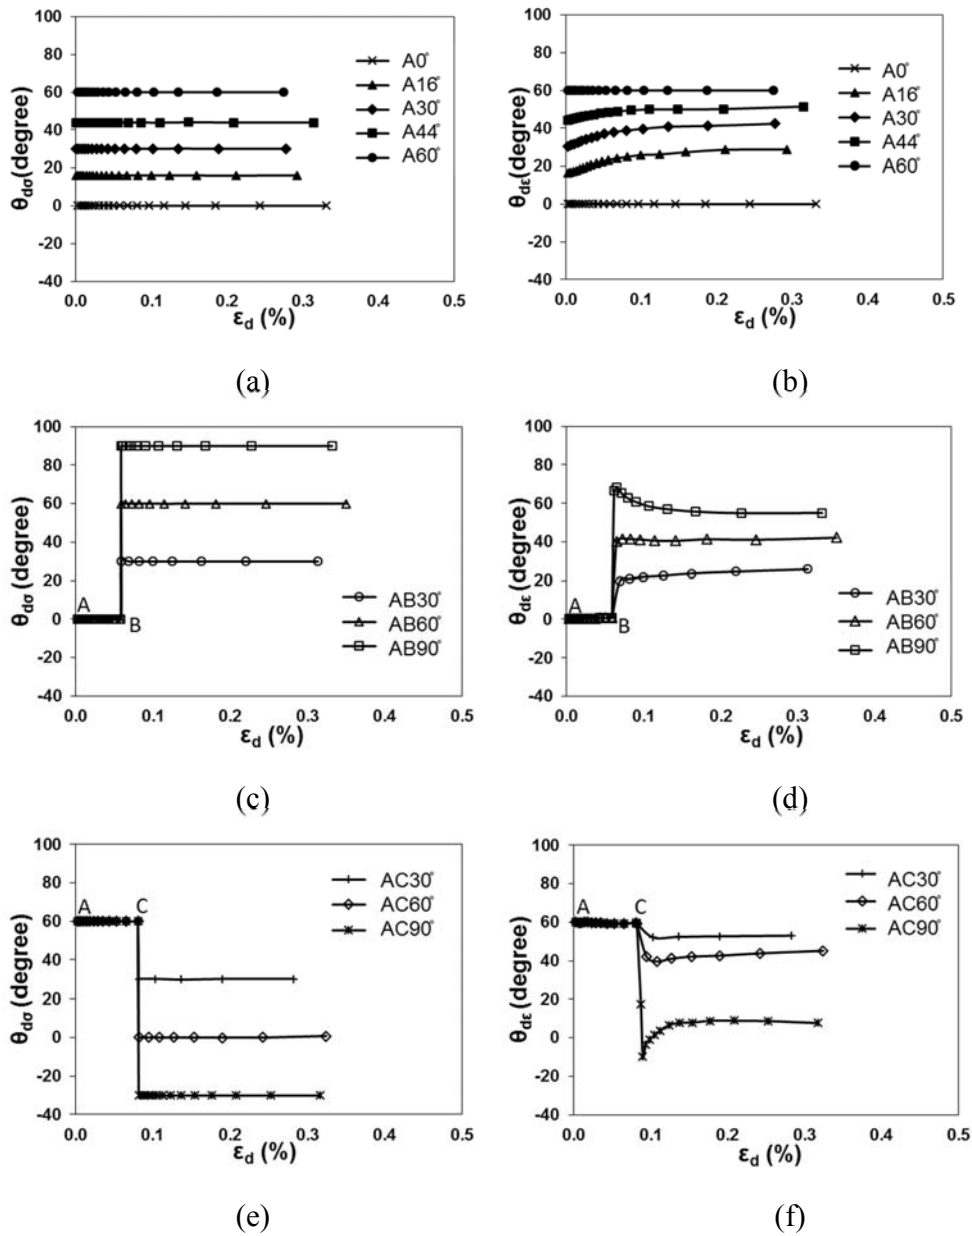 100
80
60
40
20
0
-20
-40
θdσ (degree)
0.0 0.1 0.2 0.3 0.4 0.5
εd (%)
A0°
A16°
A30°
A44°
A60°
(a)
100
80
60
40
20
0
-20
-40
θdε (degree)
0.0 0.1 0.2 0.3 0.4 0.5
εd (%)
A0°
A16°
A30°
A44°
A60°
(b)
100
80
60
40
20
0
-20
-40
θdσ (degree)
A
B
0.0 0.1 0.2 0.3 0.4 0.5
εd (%)
AB30°
AB60°
AB90°
(c)
100
80
60
40
20
0
-20
-40
θdε (degree)
A
B
0.0 0.1 0.2 0.3 0.4 0.5
εd (%)
AB30°
AB60°
AB90°
(d)
100
80
60
40
20
0
-20
-40
θdσ (degree)
A C
0.0 0.1 0.2 0.3 0.4 0.5
εd (%)
AC30°
AC60°
AC90°
(e)
100
80
60
40
20
0
-20
-40
θdε (degree)
A C
0.0 0.1 0.2 0.3 0.4 0.5
εd (%)
AC30°
AC60°
AC90°
(f)